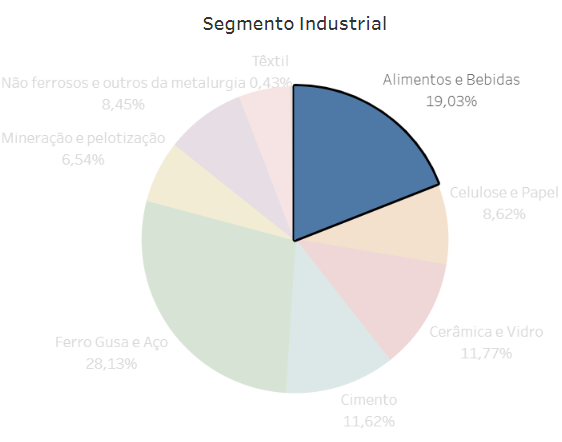 Segmento Industrial
Têxtil
0,43%
Alimentos e Bebidas
19,03%
Não ferrosos e outros da metalurgia
8,45%
Mineração e pelotização
6,54%
Celulose e Papel
8,62%
Ferro Gusa e Aço
28,13%
Cerâmica e Vidro
11,77%
Cimento
11,62%